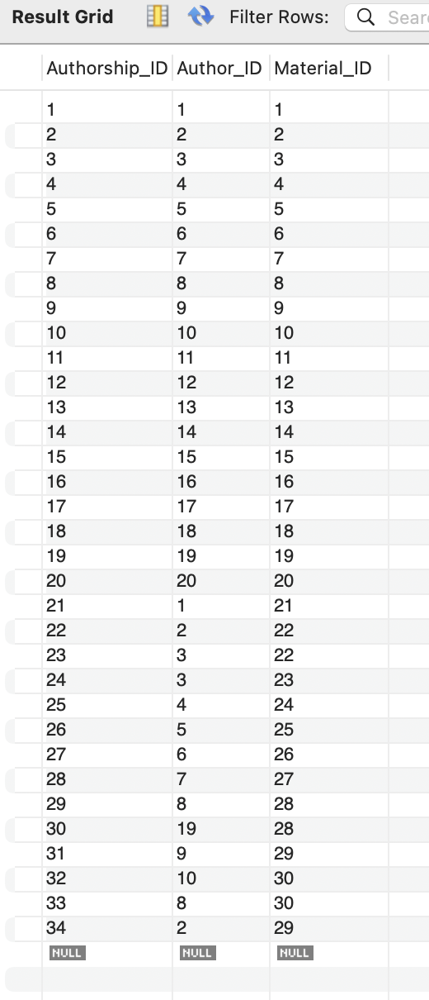 Result Grid Filter Rows: Sear
Authorship_ID Author_ID Material_ID
1 1 1
2 2 2
3 3 3
4 4 4
5 5 5
6 6 6
7 7 7
8 8 8
9 9 9
10 10 10
11 11 11
12 12 12
13 13 13
14 14 14
15 15 15
16 16 16
17 17 17
18 18 18
19 19 19
20 20 20
21 1 21
22 2 22
23 3 22
24 3 23
25 4 24
26 5 25
27 6 26
28 7 27
29 8 28
30 19 28
31 9 29
32 10 30
33 8 30
34 2 29
NULL NULL NULL